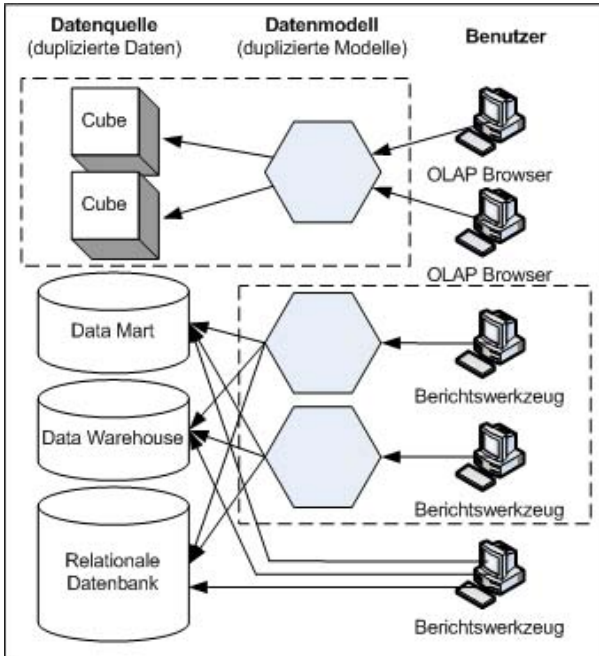 Datenquelle
(duplizierte Daten)
Datenmodell
(duplizierte Modelle)
Benutzer
Cube
Cube
OLAP Browser
OLAP Browser
Data Mart
Berichtswerkzeug
Data Warehouse
Berichtswerkzeug
Relationale
Datenbank
Berichtswerkzeug